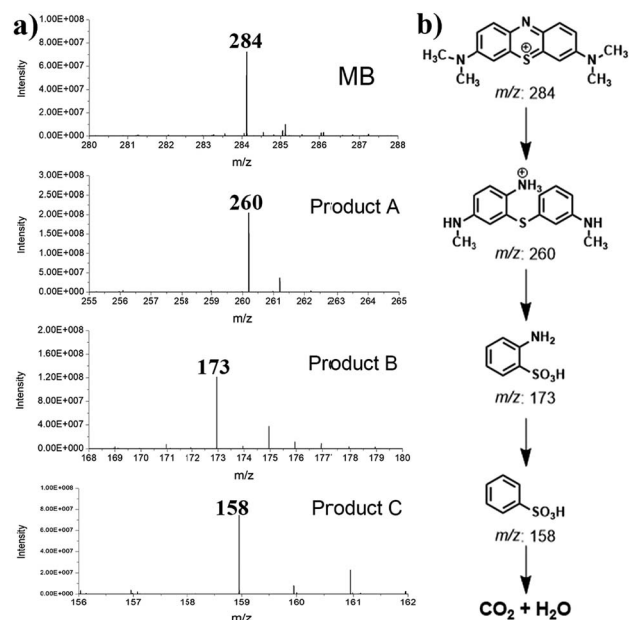 a)
1.00E+008
8.00E+007
6.00E+007
4.00E+007
2.00E+007
0.00E+000
Intensity
284
MB
280 281 282 283 284 285 286 287 288
m/z
3.00E+008
2.50E+008
2.00E+008
1.50E+008
1.00E+008
5.00E+007
0.00E+000
Intensity
260
Product A
255 256 257 258 259 260 261 262 263 264 265
m/z
2.00E+008
1.60E+008
1.20E+008
8.00E+007
4.00E+007
0.00E+000
Intensity
173
Product B
168 169 170 171 172 173 174 175 176 177 178 179 180
m/z
1.00E+008
8.00E+007
6.00E+007
4.00E+007
2.00E+007
0.00E+000
Intensity
158
Product C
156 157 158 159 160 161 162
m/z
b)
N
H₃C
N
S
⊕
N
CH₃
CH₃
CH₃
m/z: 284
⊕
NH₃
HN
CH₃
S
NH
CH₃
m/z: 260
NH₂
SO₃H
m/z: 173
SO₃H
m/z: 158
CO₂ + H₂O